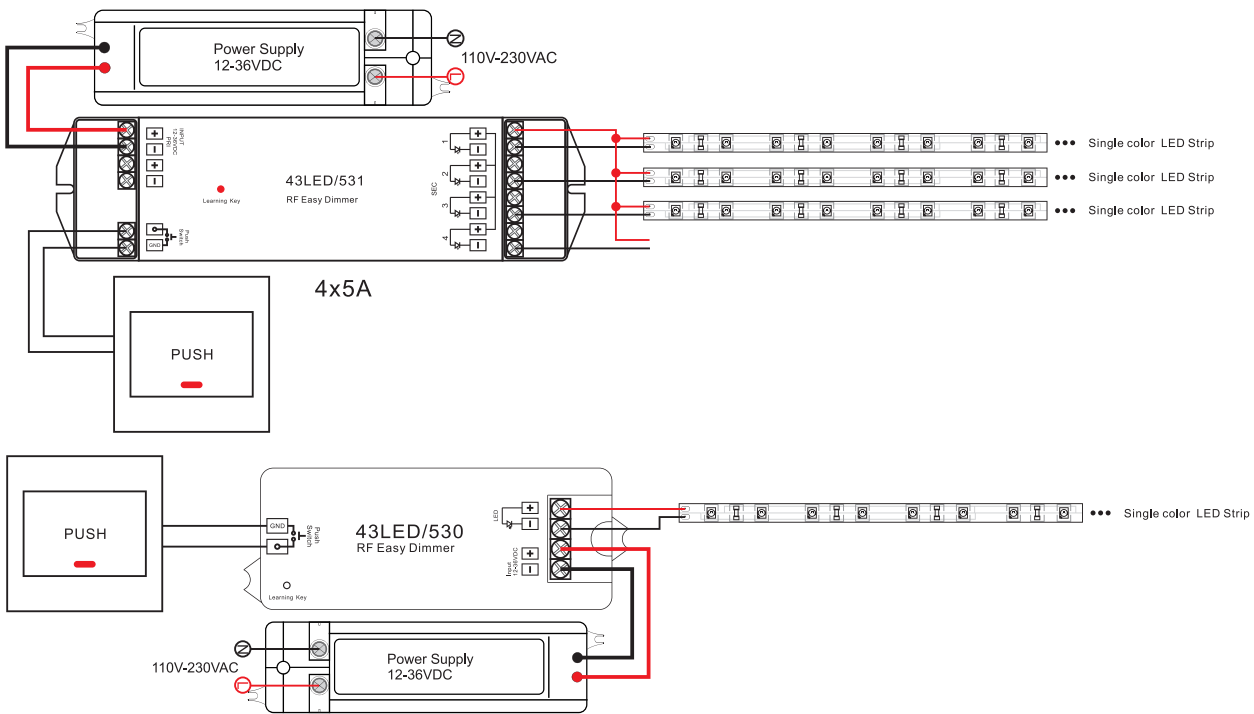 Power Supply
12-36VDC
N
110V-230VAC
L
INPUT
12-36VDC
PRI
+
−
+
−
Learning Key
43LED/531
RF Easy Dimmer
Push
Switch
GND
SEC
1
+
−
2
+
−
3
+
−
4
+
−
••• Single color LED Strip
••• Single color LED Strip
••• Single color LED Strip
4x5A
PUSH
PUSH
GND
Push
Switch
Learning Key
43LED/530
RF Easy Dimmer
LED
+
−
Input
12-36VDC
+
−
••• Single color LED Strip
N
110V-230VAC
L
Power Supply
12-36VDC